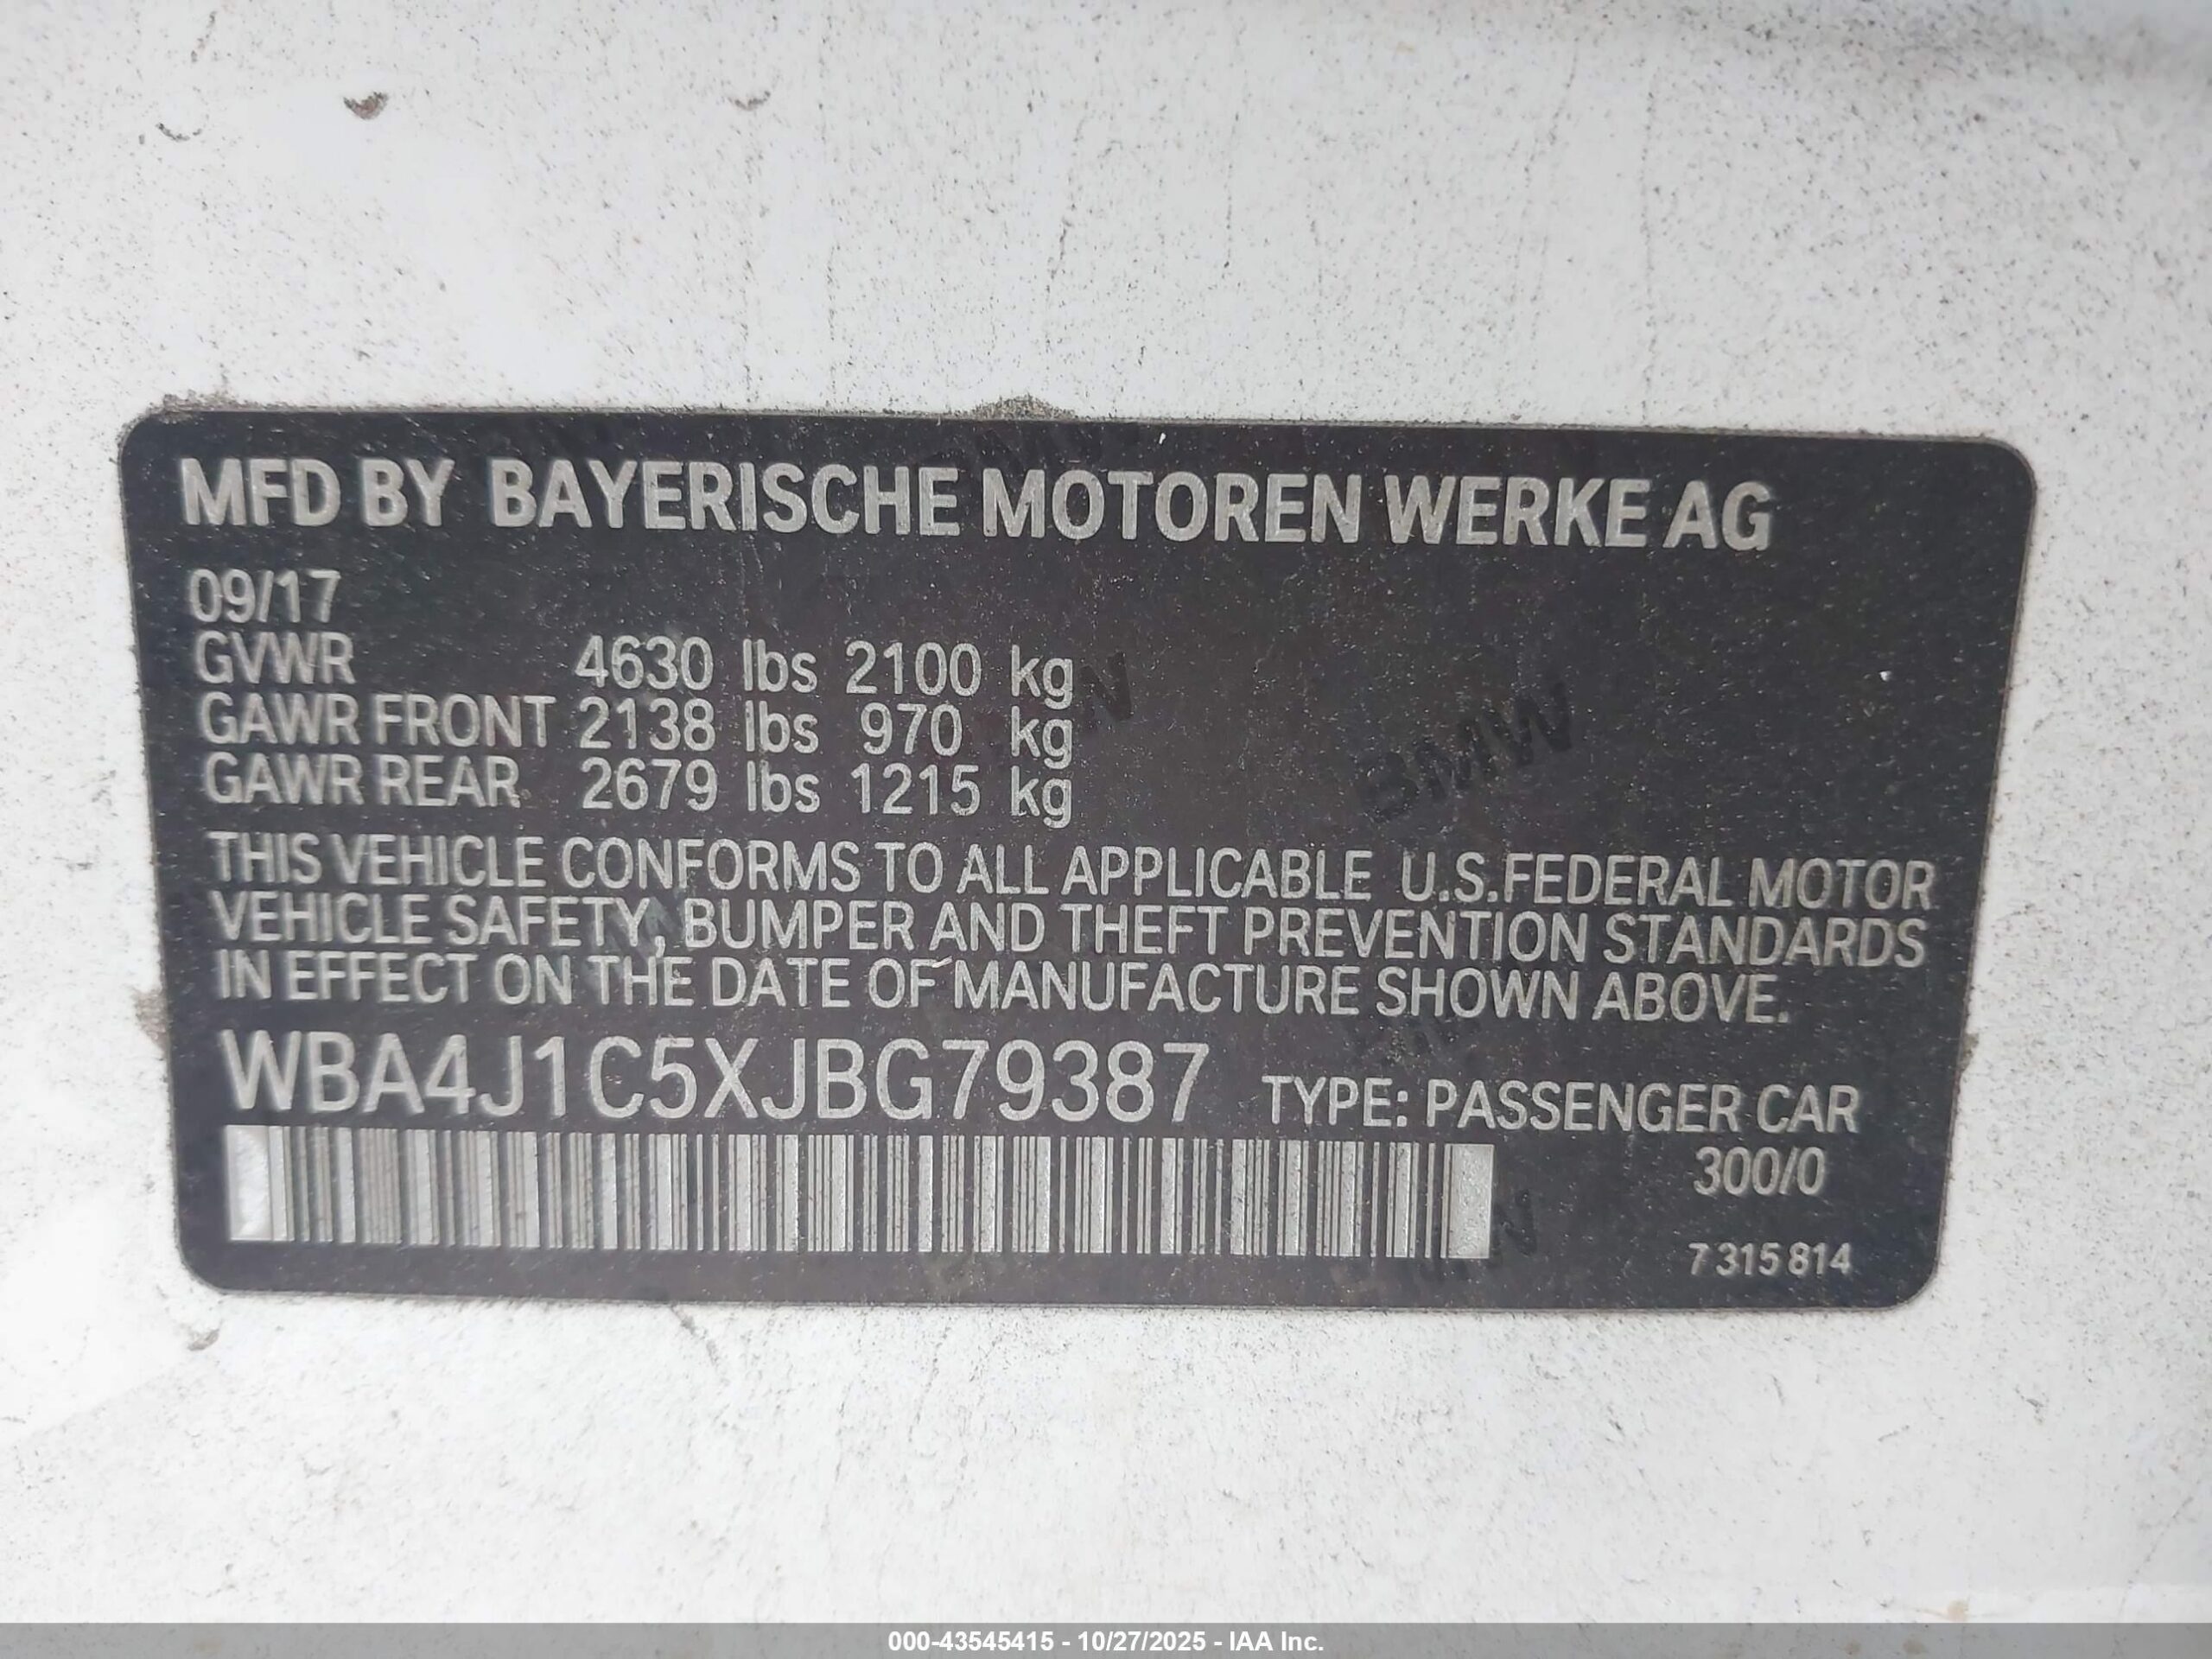 MFD BY BAYERISCHE MOTOREN WERKE AG
09/17
GVWR 4630 lbs 2100 kg
GAWR FRONT 2138 lbs 970 kg
GAWR REAR 2679 lbs 1215 kg
THIS VEHICLE CONFORMS TO ALL APPLICABLE U.S.FEDERAL MOTOR
VEHICLE SAFETY, BUMPER AND THEFT PREVENTION STANDARDS
IN EFFECT ON THE DATE OF MANUFACTURE SHOWN ABOVE.
WBA4J1C5XJBG79387 TYPE: PASSENGER CAR
300/0
7 315 814
BMW
000-43545415 - 10/27/2025 - IAA Inc.